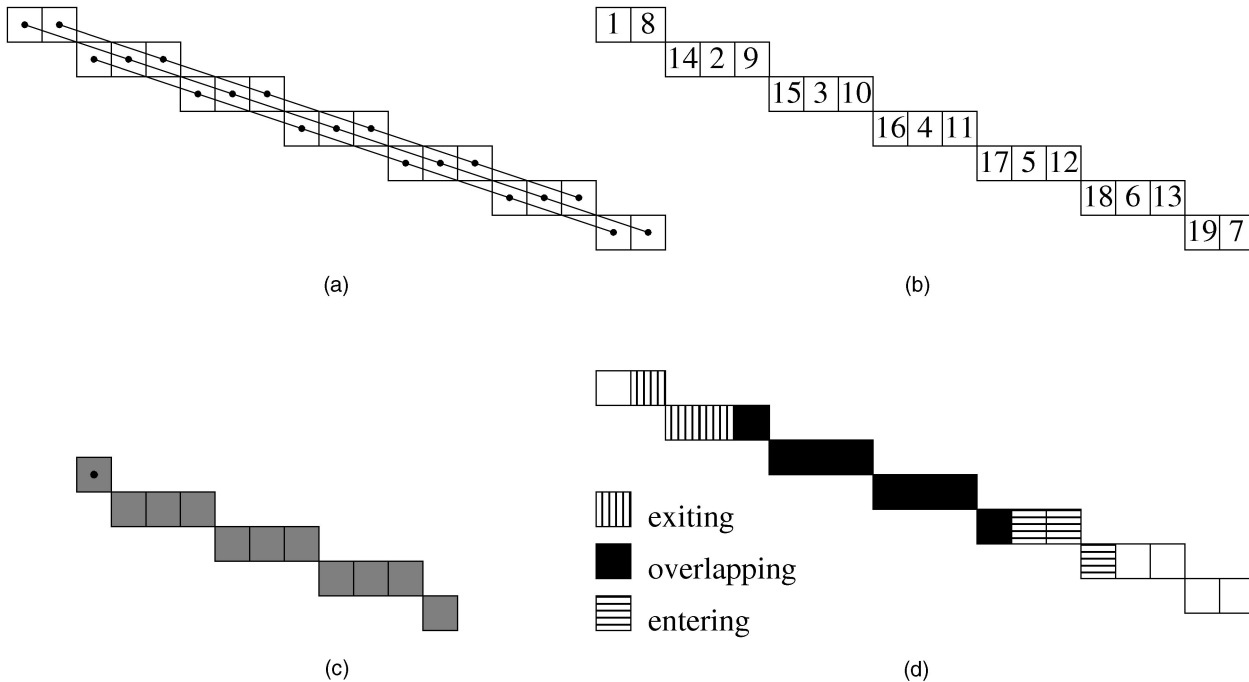 1 8
14 2 9
15 3 10
16 4 11
17 5 12
18 6 13
19 7
(a)
(b)
exiting
overlapping
entering
(c)
(d)